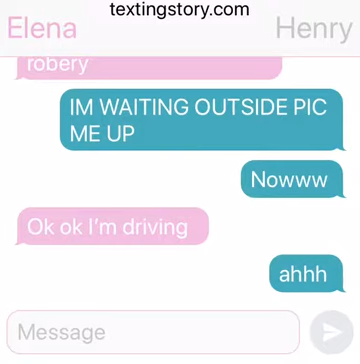 textingstory.com
Elena
Henry
robery
IM WAITING OUTSIDE PIC
ME UP
Nowww
Ok ok I'm driving
ahhh
Message